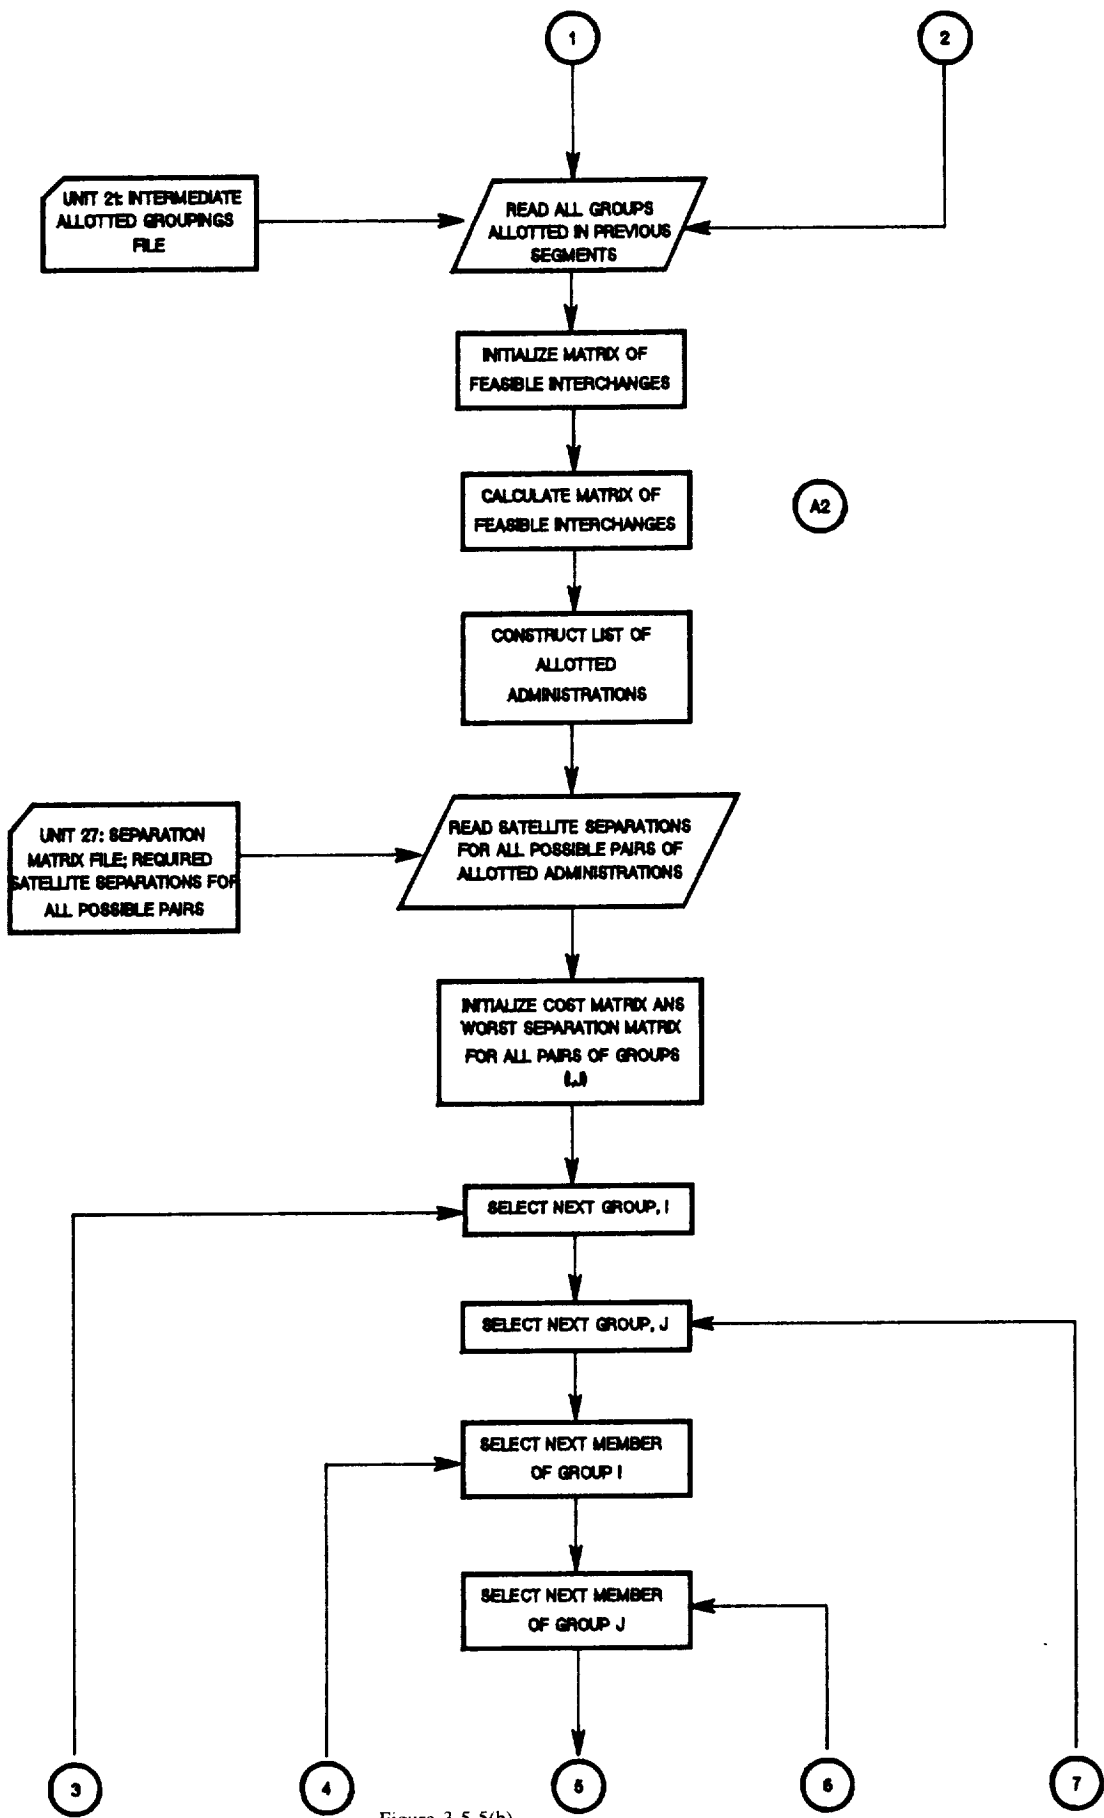 1
2
UNIT 21: INTERMEDIATE
ALLOTTED GROUPINGS
FILE
READ ALL GROUPS
ALLOTTED IN PREVIOUS
SEGMENTS
INITIALIZE MATRIX OF
FEASIBLE INTERCHANGES
CALCULATE MATRIX OF
FEASIBLE INTERCHANGES
A2
CONSTRUCT LIST OF
ALLOTTED
ADMINISTRATIONS
UNIT 27: SEPARATION
MATRIX FILE; REQUIRED
SATELLITE SEPARATIONS FOR
ALL POSSIBLE PAIRS
READ SATELLITE SEPARATIONS
FOR ALL POSSIBLE PAIRS OF
ALLOTTED ADMINISTRATIONS
INITIALIZE COST MATRIX ANS
WORST SEPARATION MATRIX
FOR ALL PAIRS OF GROUPS
(I,J)
SELECT NEXT GROUP, I
SELECT NEXT GROUP, J
SELECT NEXT MEMBER
OF GROUP I
SELECT NEXT MEMBER
OF GROUP J
3
4
5
6
7
Figure 3.5.5(b)